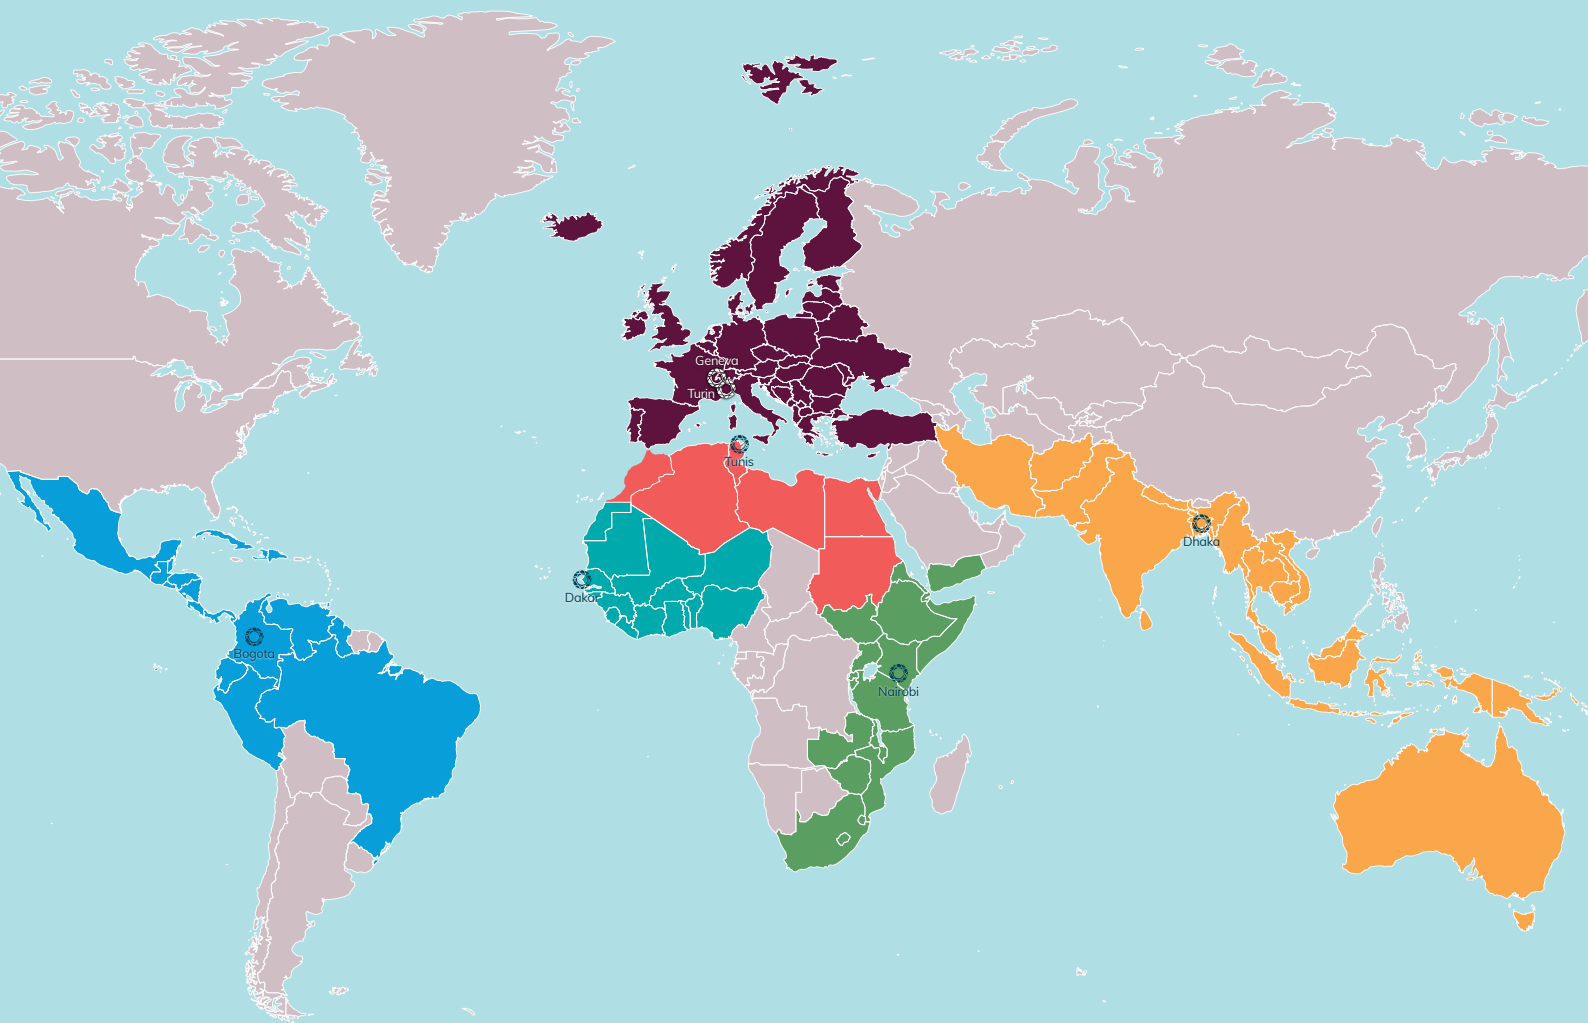 Geneva
Turin
Tunis
Dhaka
Dakar
Bogota
Nairobi